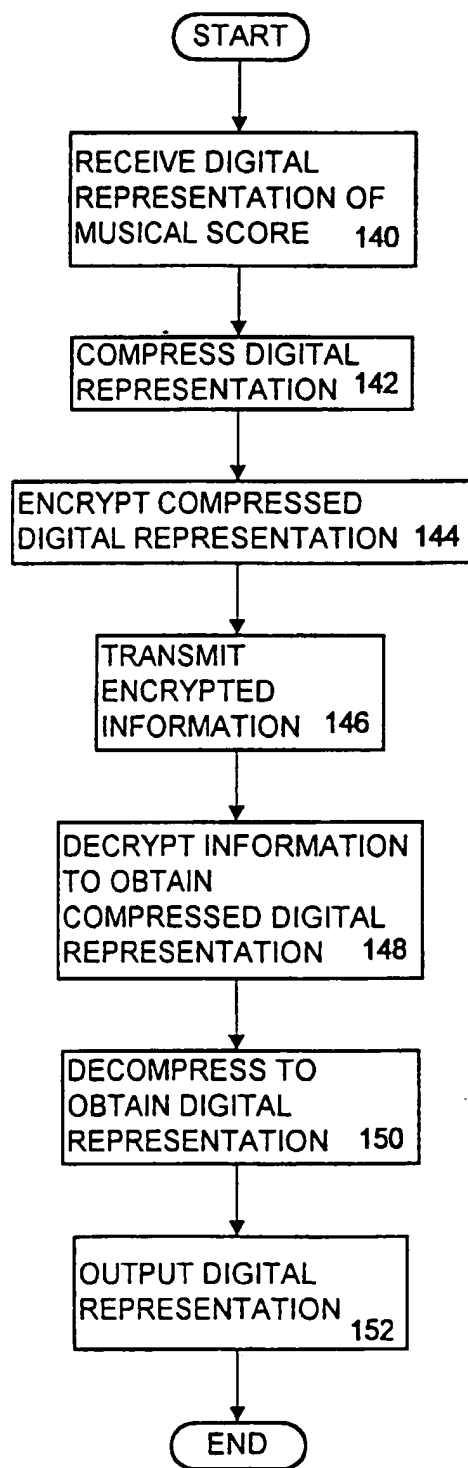 START
RECEIVE DIGITAL
REPRESENTATION OF
MUSICAL SCORE 140
COMPRESS DIGITAL
REPRESENTATION 142
ENCRYPT COMPRESSED
DIGITAL REPRESENTATION 144
TRANSMIT
ENCRYPTED
INFORMATION 146
DECRYPT INFORMATION
TO OBTAIN
COMPRESSED DIGITAL
REPRESENTATION 148
DECOMPRESS TO
OBTAIN DIGITAL
REPRESENTATION 150
OUTPUT DIGITAL
REPRESENTATION
152
END